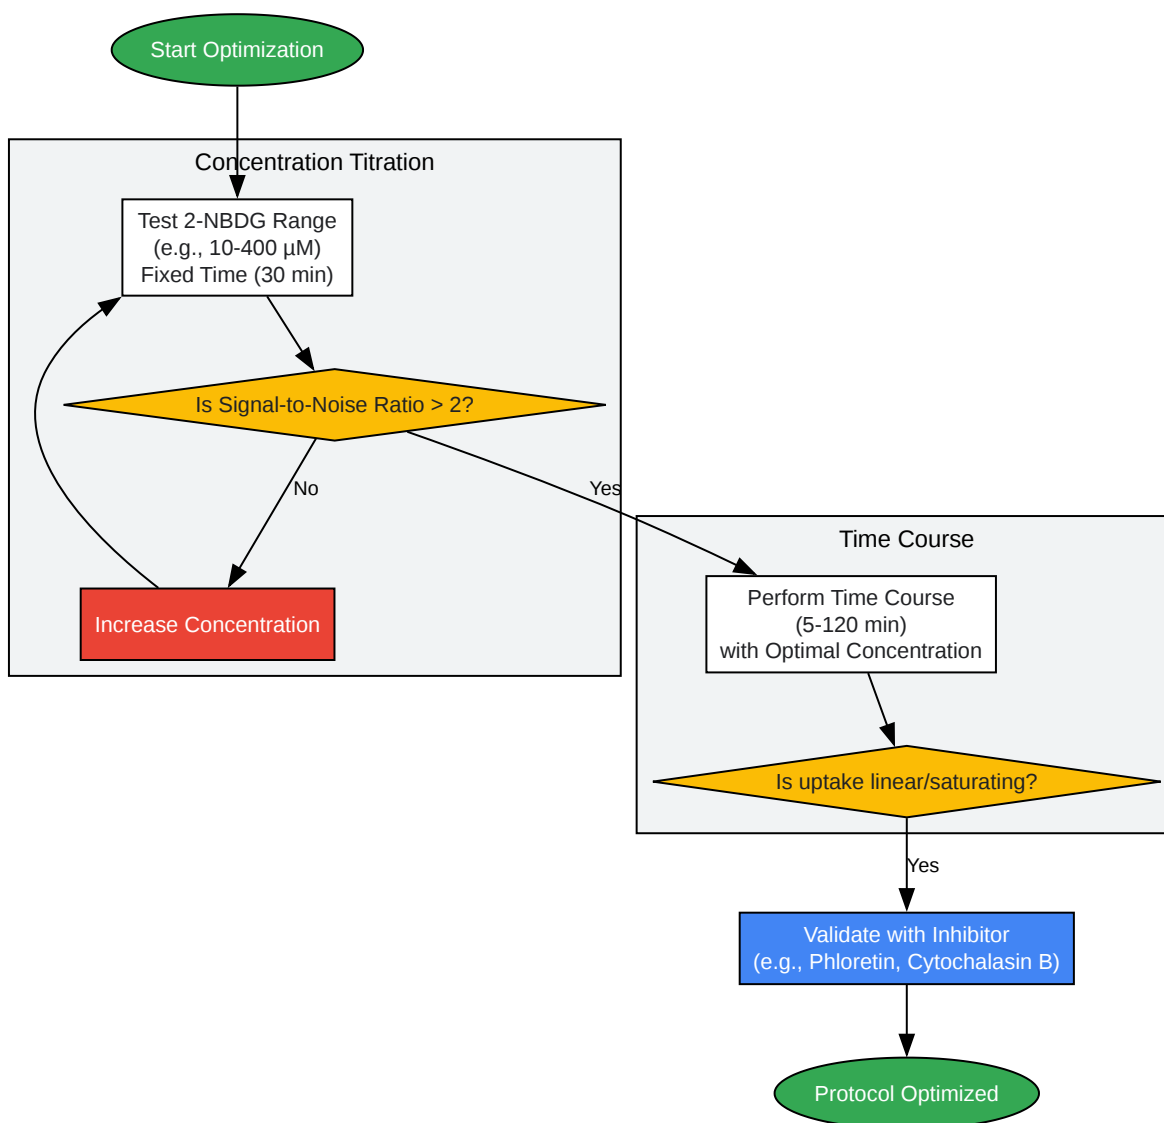 Start Optimization
Concentration Titration
Test 2-NBDG Range
(e.g., 10-400 µM)
Fixed Time (30 min)
Is Signal-to-Noise Ratio > 2?
No
Yes
Increase Concentration
Time Course
Perform Time Course
(5-120 min)
with Optimal Concentration
Is uptake linear/saturating?
Yes
Validate with Inhibitor
(e.g., Phloretin, Cytochalasin B)
Protocol Optimized